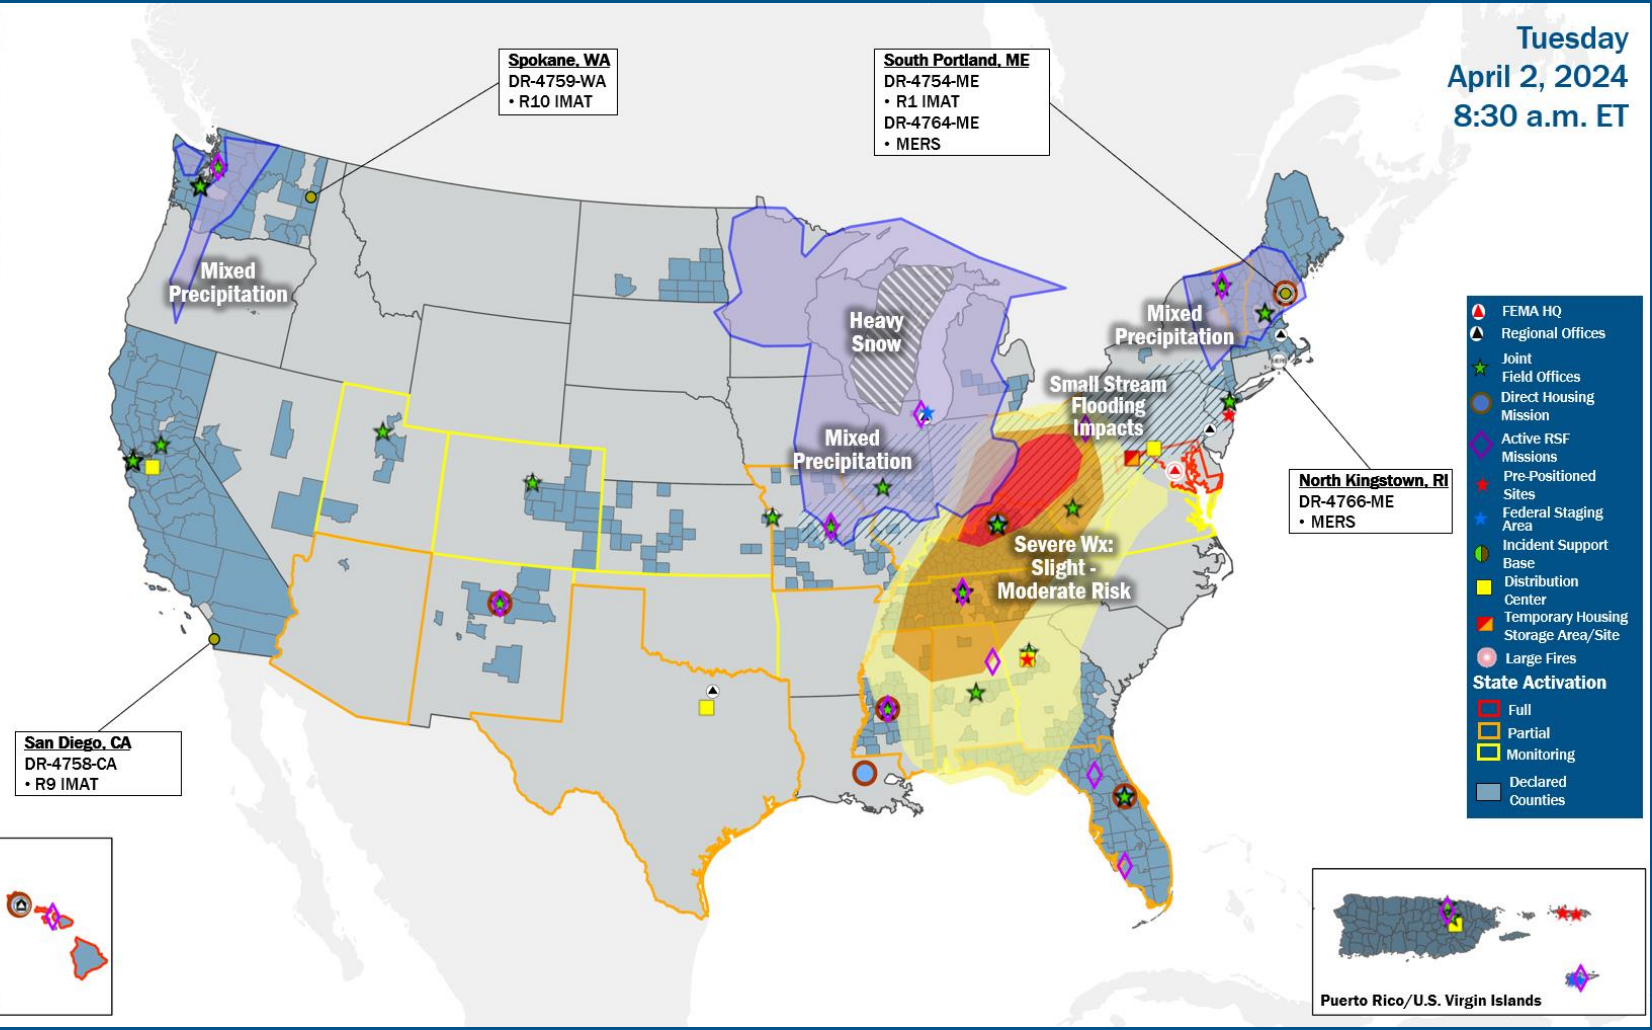 Tuesday
April 2, 2024
8:30 a.m. ET
Spokane, WA
DR-4759-WA
• R10 IMAT
South Portland, ME
DR-4754-ME
• R1 IMAT
DR-4764-ME
• MERS
Mixed
Precipitation
Heavy
Snow
Mixed
Precipitation
Small Stream
Flooding
Impacts
Mixed
Precipitation
Severe Wx:
Slight -
Moderate Risk
North Kingstown, RI
DR-4766-ME
• MERS
San Diego, CA
DR-4758-CA
• R9 IMAT
FEMA HQ
Regional Offices
Joint
Field Offices
Direct Housing
Mission
Active RSF
Missions
Pre-Positioned
Sites
Federal Staging
Area
Incident Support
Base
Distribution
Center
Temporary Housing
Storage Area/Site
Large Fires
State Activation
Full
Partial
Monitoring
Declared
Counties
Puerto Rico/U.S. Virgin Islands